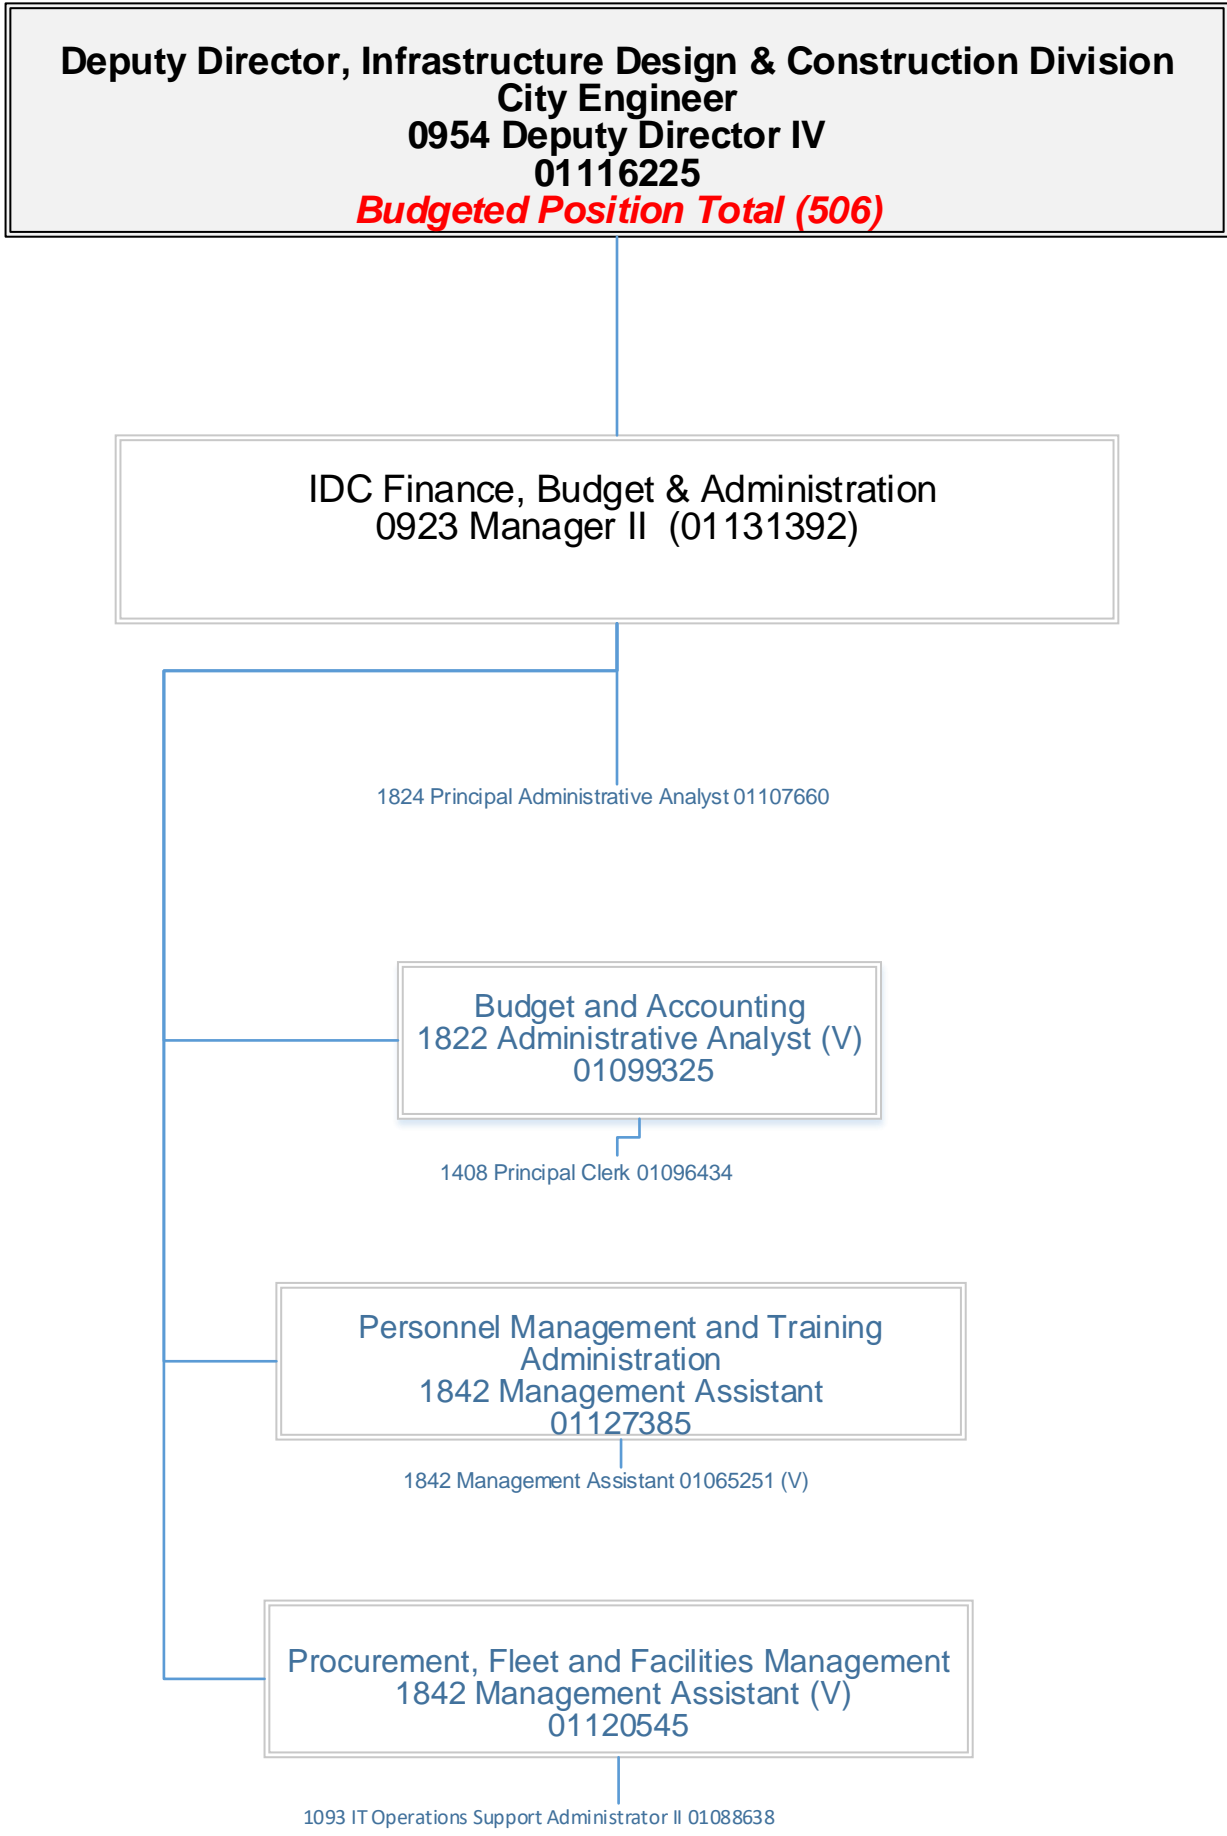 Deputy Director, Infrastructure Design & Construction Division
City Engineer
0954 Deputy Director IV
01116225
Budgeted Position Total (506)
IDC Finance, Budget & Administration
0923 Manager II (01131392)
1824 Principal Administrative Analyst 01107660
Budget and Accounting
1822 Administrative Analyst (V)
01099325
1408 Principal Clerk 01096434
Personnel Management and Training
Administration
1842 Management Assistant
01127385
1842 Management Assistant 01065251 (V)
Procurement, Fleet and Facilities Management
1842 Management Assistant (V)
01120545
1093 IT Operations Support Administrator II 01088638